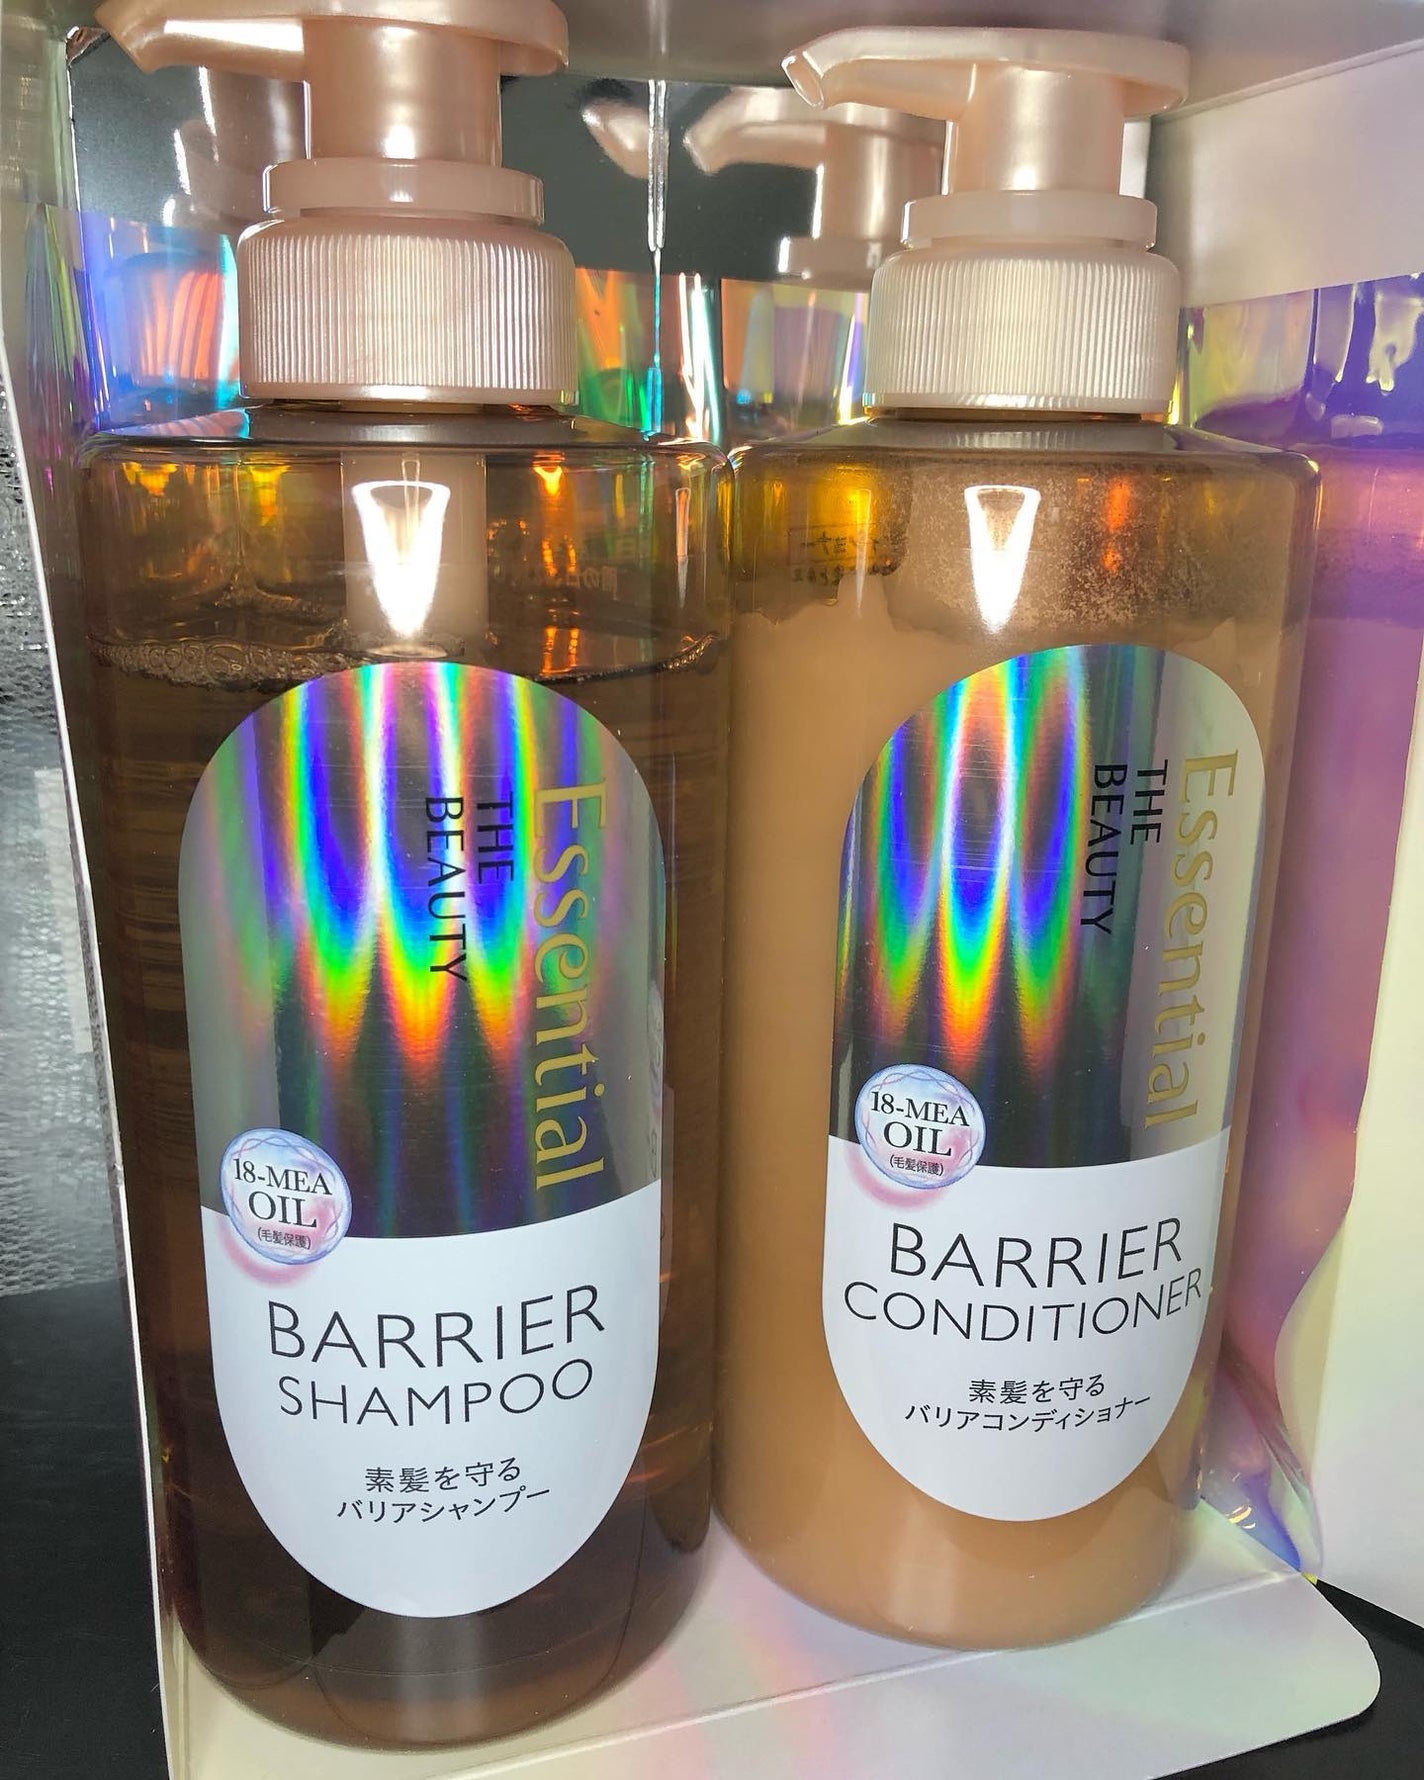 Essential
THE
BEAUTY
18-MEA
OIL
(毛髪保護)
BARRIER
SHAMPOO
素髪を守る
バリアシャンプー
Essential
THE
BEAUTY
18-MEA
OIL
(毛髪保護)
BARRIER
CONDITIONER
素髪を守る
バリアコンディショナー